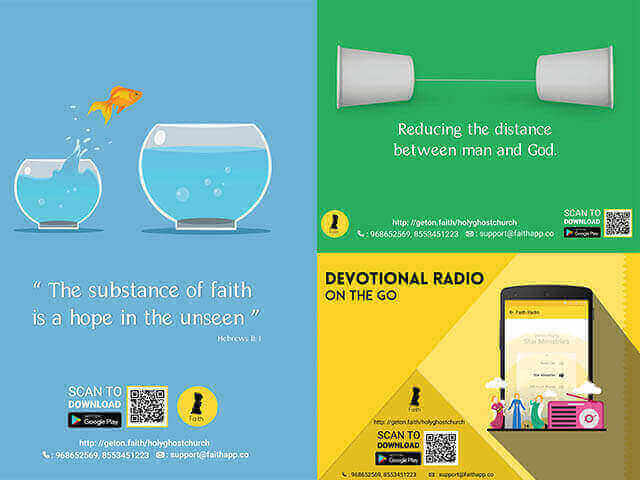 “ The substance of faith
is a hope in the unseen ”
Hebrews 11:1
SCAN TO
DOWNLOAD
Google Play
Faith
http://geton.faith/holyghostchurch
: 968652569, 8553451223 : support@faithapp.co
Reducing the distance
between man and God.
Faith
http://geton.faith/holyghostchurch
: 968652569, 8553451223 : support@faithapp.co
SCAN TO
DOWNLOAD
Google Play
DEVOTIONAL RADIO
ON THE GO
Faith Radio
Star Ministries
Star Ministries
Faith
http://geton.faith/holyghostchurch
SCAN TO
DOWNLOAD
Google Play
: 968652569, 8553451223 : support@faithapp.co